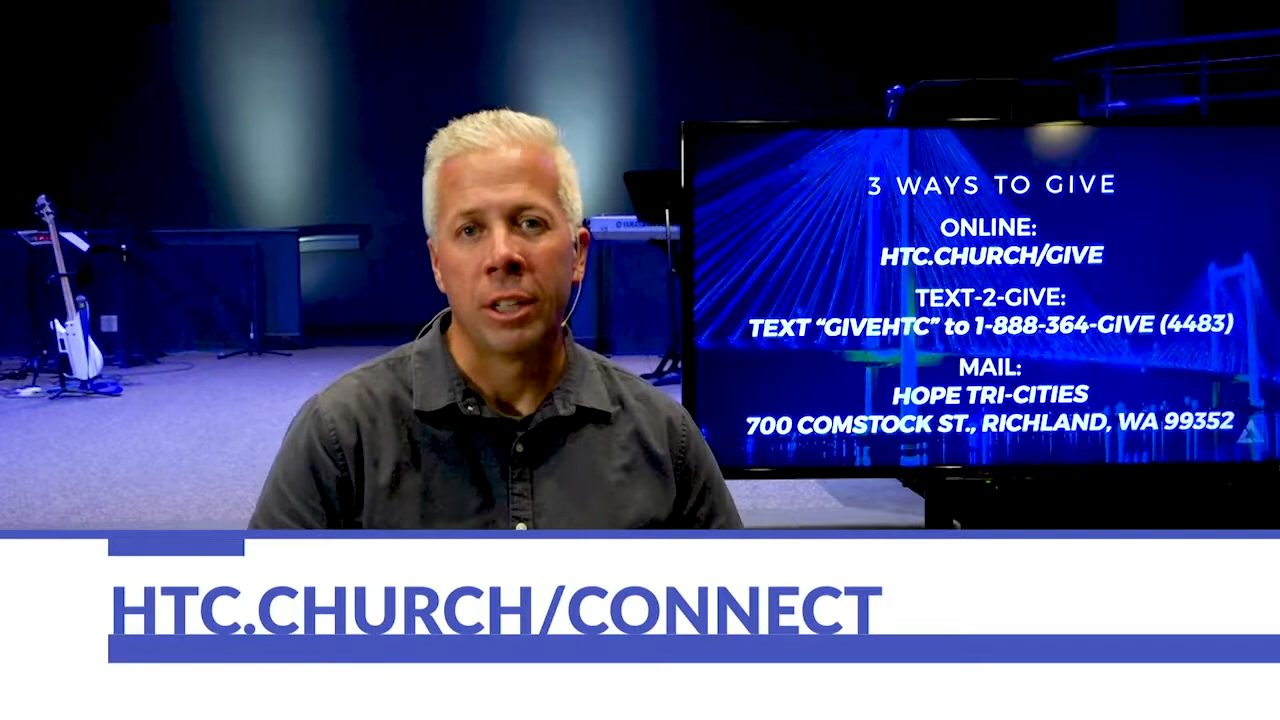 3 WAYS TO GIVE
ONLINE:
HTC.CHURCH/GIVE
TEXT-2-GIVE:
TEXT “GIVEHTC” to 1-888-364-GIVE (4483)
MAIL:
HOPE TRI-CITIES
700 COMSTOCK ST., RICHLAND, WA 99352
HTC.CHURCH/CONNECT